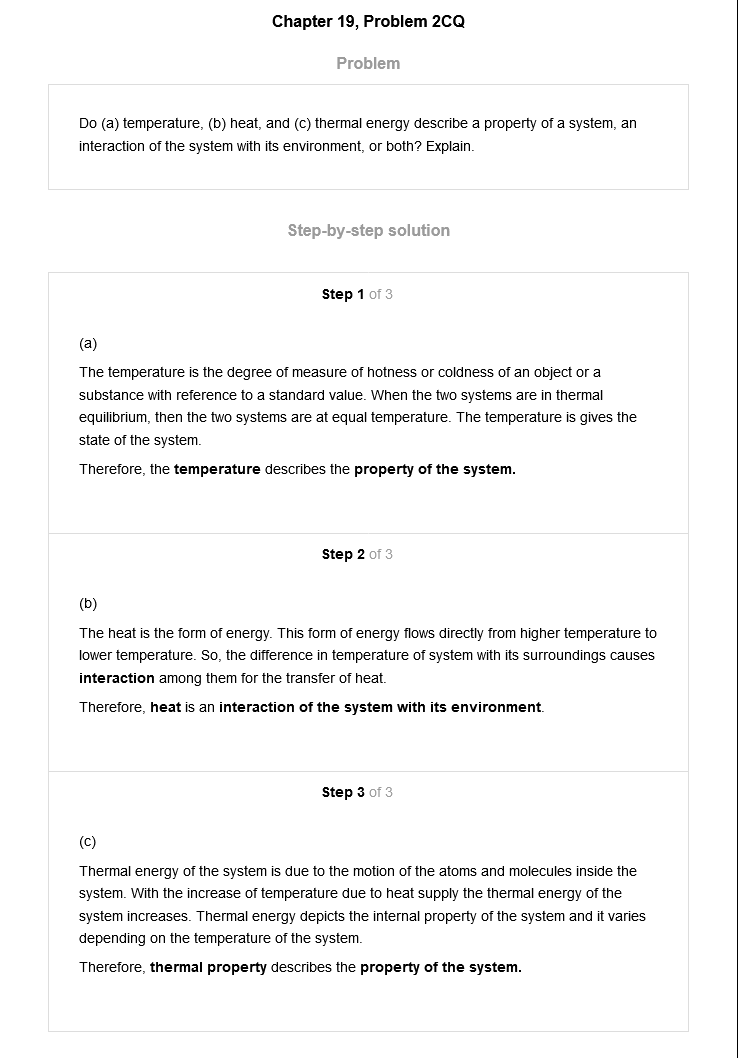 Chapter 19, Problem 2CQ
Problem
Do (a) temperature, (b) heat, and (c) thermal energy describe a property of a system, an
interaction of the system with its environment, or both? Explain.
Step-by-step solution
Step 1 of 3
(a)
The temperature is the degree of measure of hotness or coldness of an object or a
substance with reference to a standard value. When the two systems are in thermal
equilibrium, then the two systems are at equal temperature. The temperature is gives the
state of the system.
Therefore, the temperature describes the property of the system.
Step 2 of 3
(b)
The heat is the form of energy. This form of energy flows directly from higher temperature to
lower temperature. So, the difference in temperature of system with its surroundings causes
interaction among them for the transfer of heat.
Therefore, heat is an interaction of the system with its environment.
Step 3 of 3
(c)
Thermal energy of the system is due to the motion of the atoms and molecules inside the
system. With the increase of temperature due to heat supply the thermal energy of the
system increases. Thermal energy depicts the internal property of the system and it varies
depending on the temperature of the system.
Therefore, thermal property describes the property of the system.